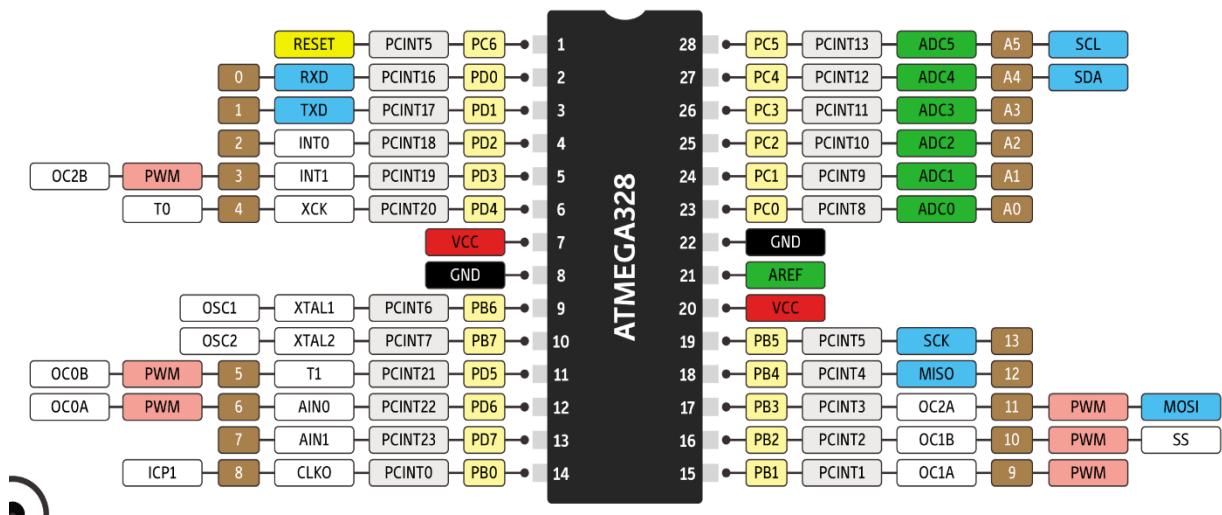 RESET PCINT5 PC6 1 28 PC5 PCINT13 ADC5 A5 SCL
0 RXD PCINT16 PD0 2 27 PC4 PCINT12 ADC4 A4 SDA
1 TXD PCINT17 PD1 3 26 PC3 PCINT11 ADC3 A3
2 INT0 PCINT18 PD2 4 25 PC2 PCINT10 ADC2 A2
OC2B PWM 3 INT1 PCINT19 PD3 5 24 PC1 PCINT9 ADC1 A1
T0 4 XCK PCINT20 PD4 6 23 PC0 PCINT8 ADC0 A0
VCC 7 22 GND
GND 8 21 AREF
OSC1 XTAL1 PCINT6 PB6 9 20 VCC
OSC2 XTAL2 PCINT7 PB7 10 19 PB5 PCINT5 SCK 13
OC0B PWM 5 T1 PCINT21 PD5 11 18 PB4 PCINT4 MISO 12
OC0A PWM 6 AIN0 PCINT22 PD6 12 17 PB3 PCINT3 OC2A 11 PWM MOSI
7 AIN1 PCINT23 PD7 13 16 PB2 PCINT2 OC1B 10 PWM SS
ICP1 8 CLKO PCINT0 PB0 14 15 PB1 PCINT1 OC1A 9 PWM
ATMEGA328